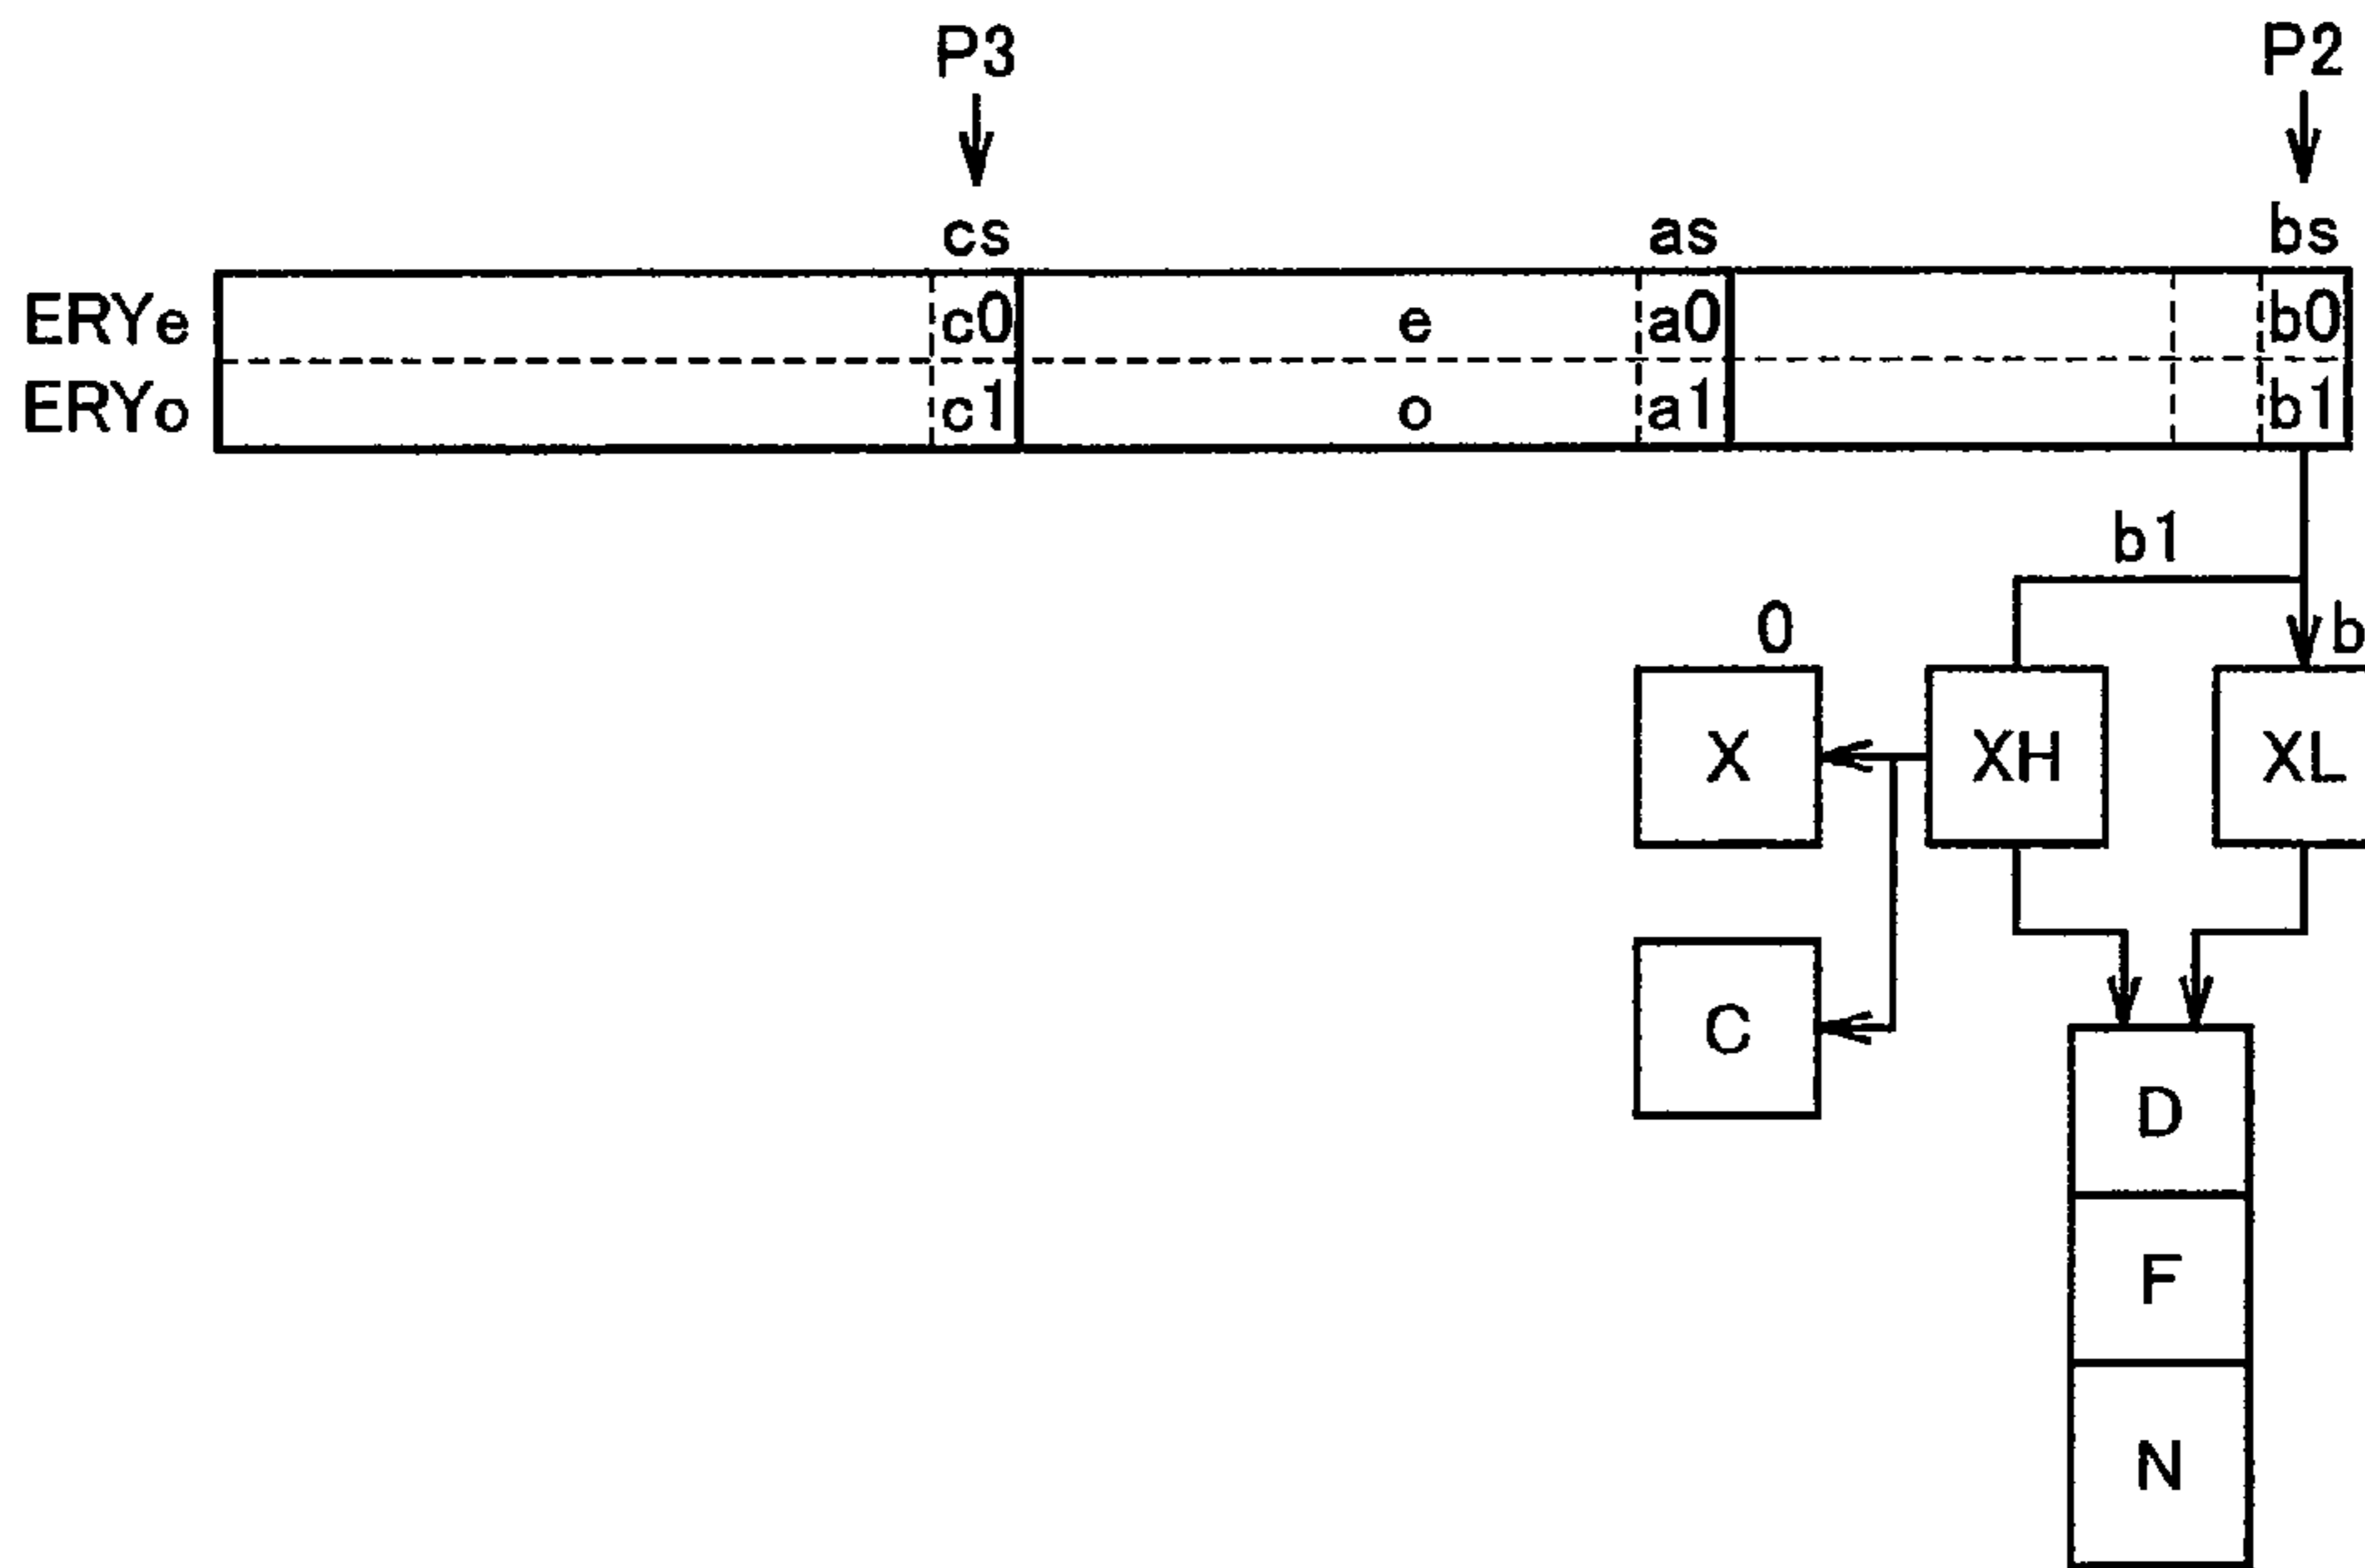 P3 P2
cs as bs
ERYe c0 e a0 b0
ERYo c1 o a1 b1
b1
0 b
X XH XL
C
D
F
N